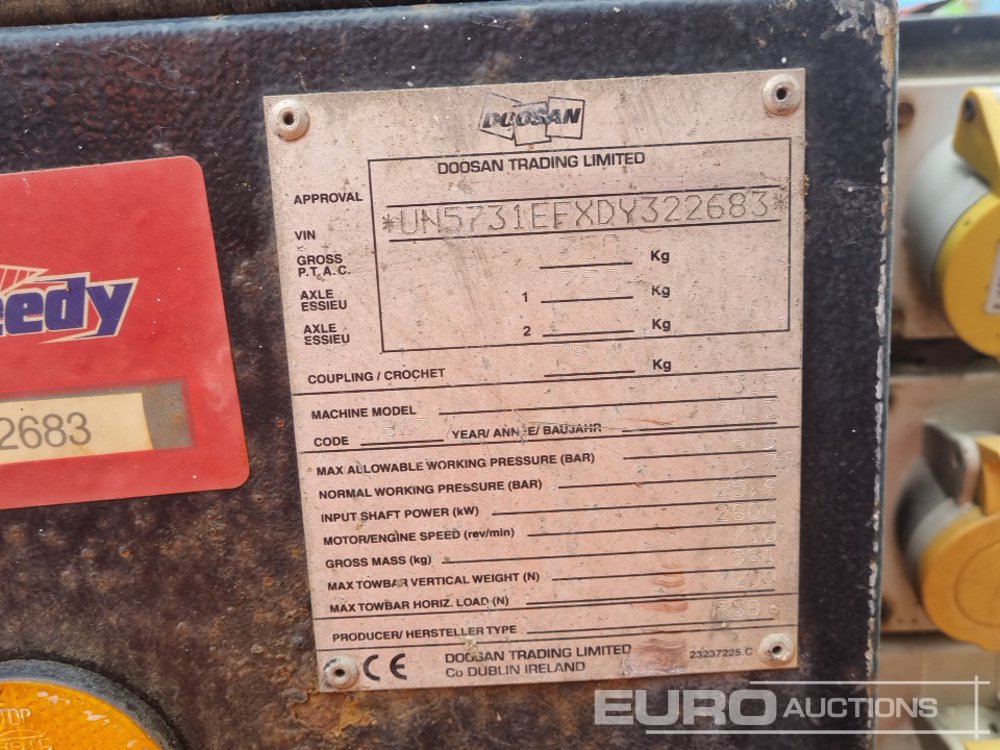 DOOSAN
DOOSAN TRADING LIMITED
APPROVAL
VIN *UN5731EFXDY322683*
GROSS 750 Kg
P.T.A.C.
AXLE 1 750 Kg
ESSIEU
AXLE 2 Kg
ESSIEU
COUPLING / CROCHET 75 Kg
MACHINE MODEL 731E
CODE YEAR/ ANNEE/ BAUJAHR 2013
MAX ALLOWABLE WORKING PRESSURE (BAR)
NORMAL WORKING PRESSURE (BAR)
INPUT SHAFT POWER (kW) 25.9
MOTOR/ENGINE SPEED (rev/min) 2800
GROSS MASS (kg) 710
MAX TOWBAR VERTICAL WEIGHT (N) 981
MAX TOWBAR HORIZ. LOAD (N) 7200
PRODUCER/ HERSTELLER TYPE
CE
DOOSAN TRADING LIMITED
Co DUBLIN IRELAND
23237225.C
eedy
2683
EURO AUCTIONS